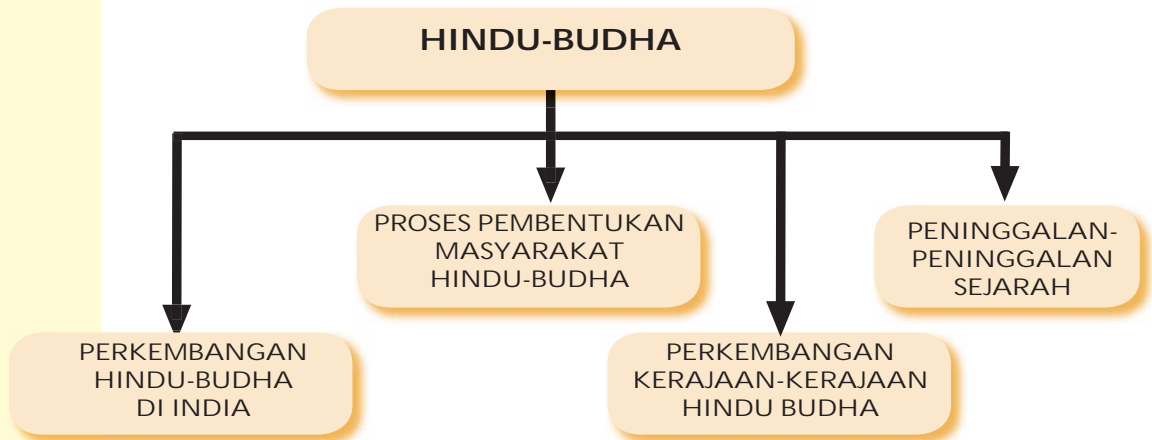 HINDU-BUDHA
PROSES PEMBENTUKAN
MASYARAKAT
HINDU-BUDHA
PENINGGALAN-
PENINGGALAN
SEJARAH
PERKEMBANGAN
HINDU-BUDHA
DI INDIA
PERKEMBANGAN
KERAJAAN-KERAJAAN
HINDU BUDHA